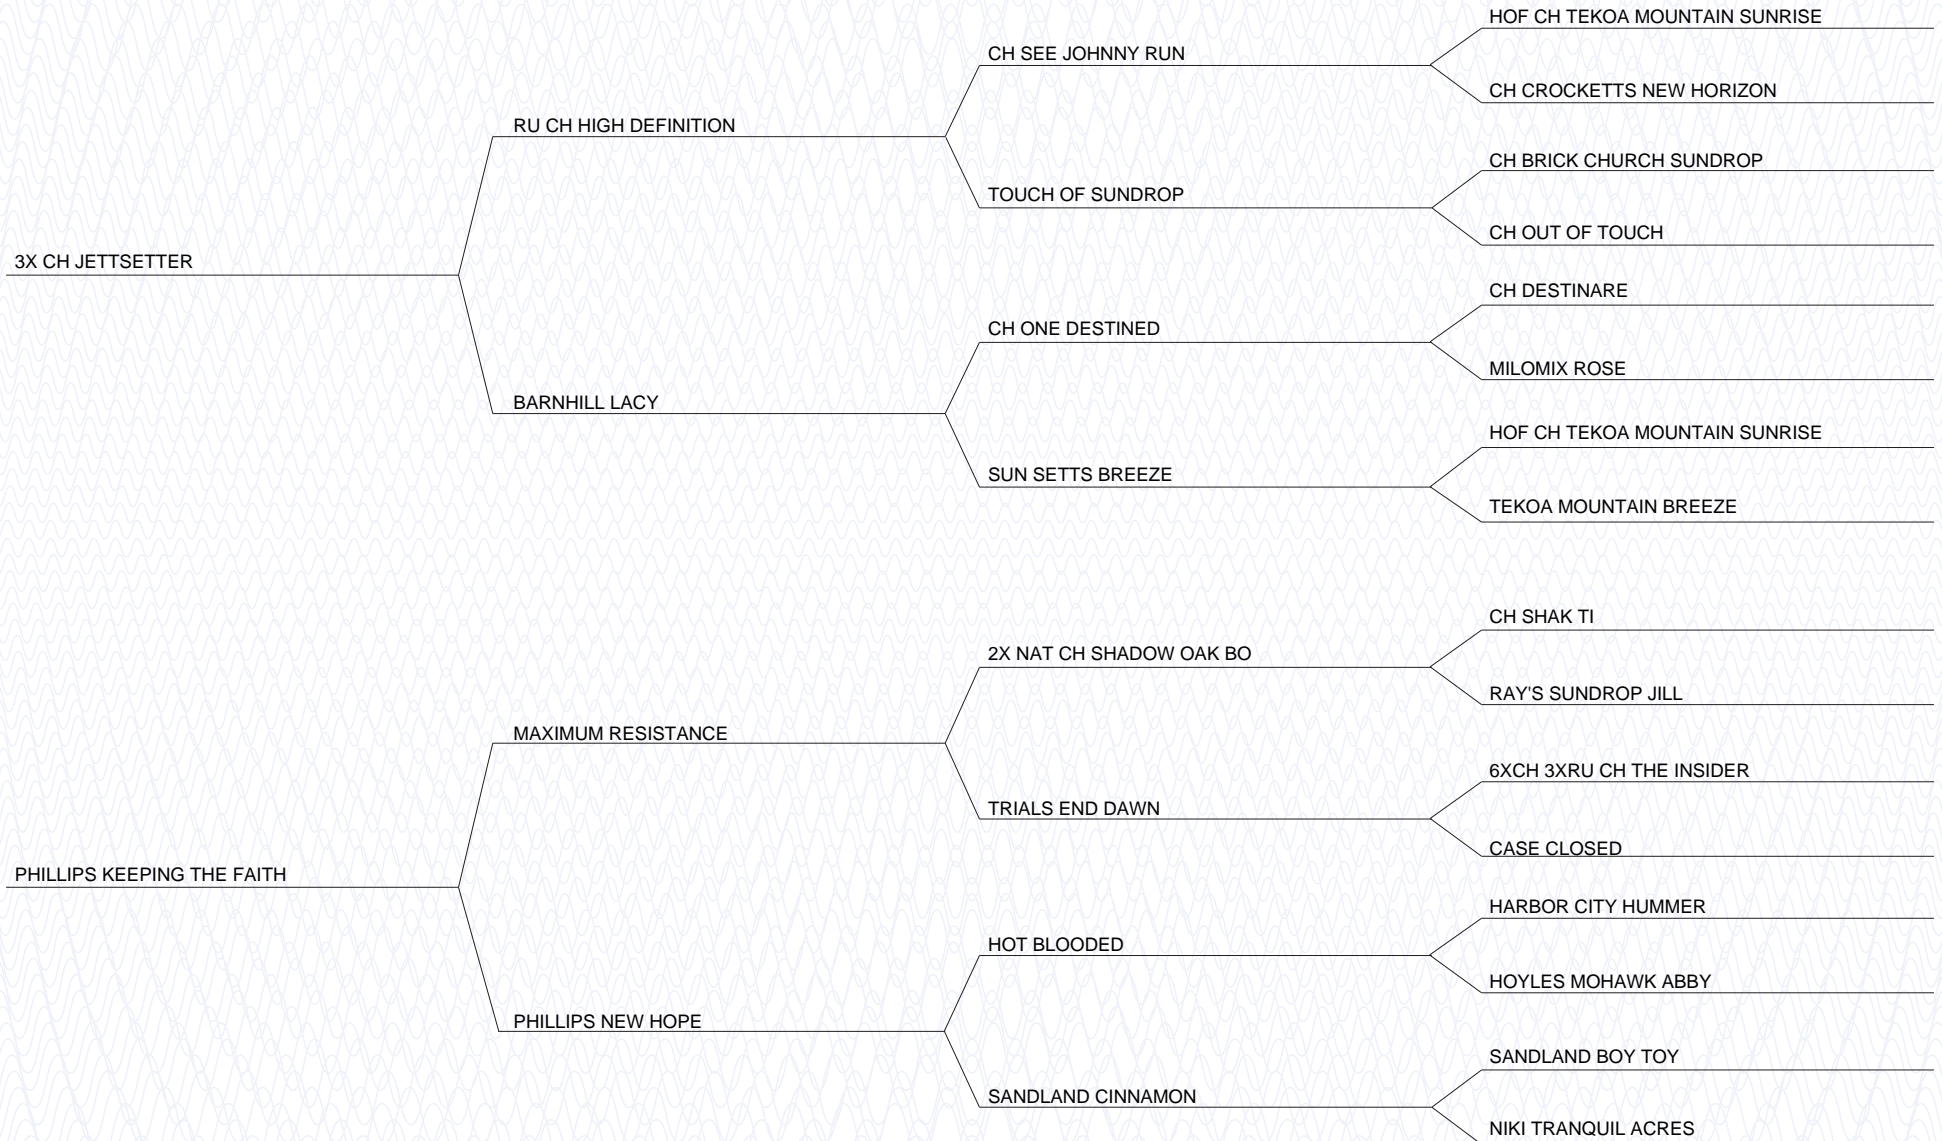 HOF CH TEKOA MOUNTAIN SUNRISE
CH SEE JOHNNY RUN
CH CROCKETTS NEW HORIZON
RU CH HIGH DEFINITION
CH BRICK CHURCH SUNDROP
TOUCH OF SUNDROP
CH OUT OF TOUCH
3X CH JETTSETTER
CH DESTINARE
CH ONE DESTINED
MILOMIX ROSE
BARNHILL LACY
HOF CH TEKOA MOUNTAIN SUNRISE
SUN SETTS BREEZE
TEKOA MOUNTAIN BREEZE
CH SHAK TI
2X NAT CH SHADOW OAK BO
RAY'S SUNDROP JILL
MAXIMUM RESISTANCE
6XCH 3XRU CH THE INSIDER
TRIALS END DAWN
CASE CLOSED
PHILLIPS KEEPING THE FAITH
HARBOR CITY HUMMER
HOT BLOODED
HOYLES MOHAWK ABBY
PHILLIPS NEW HOPE
SANDLAND BOY TOY
SANDLAND CINNAMON
NIKI TRANQUIL ACRES